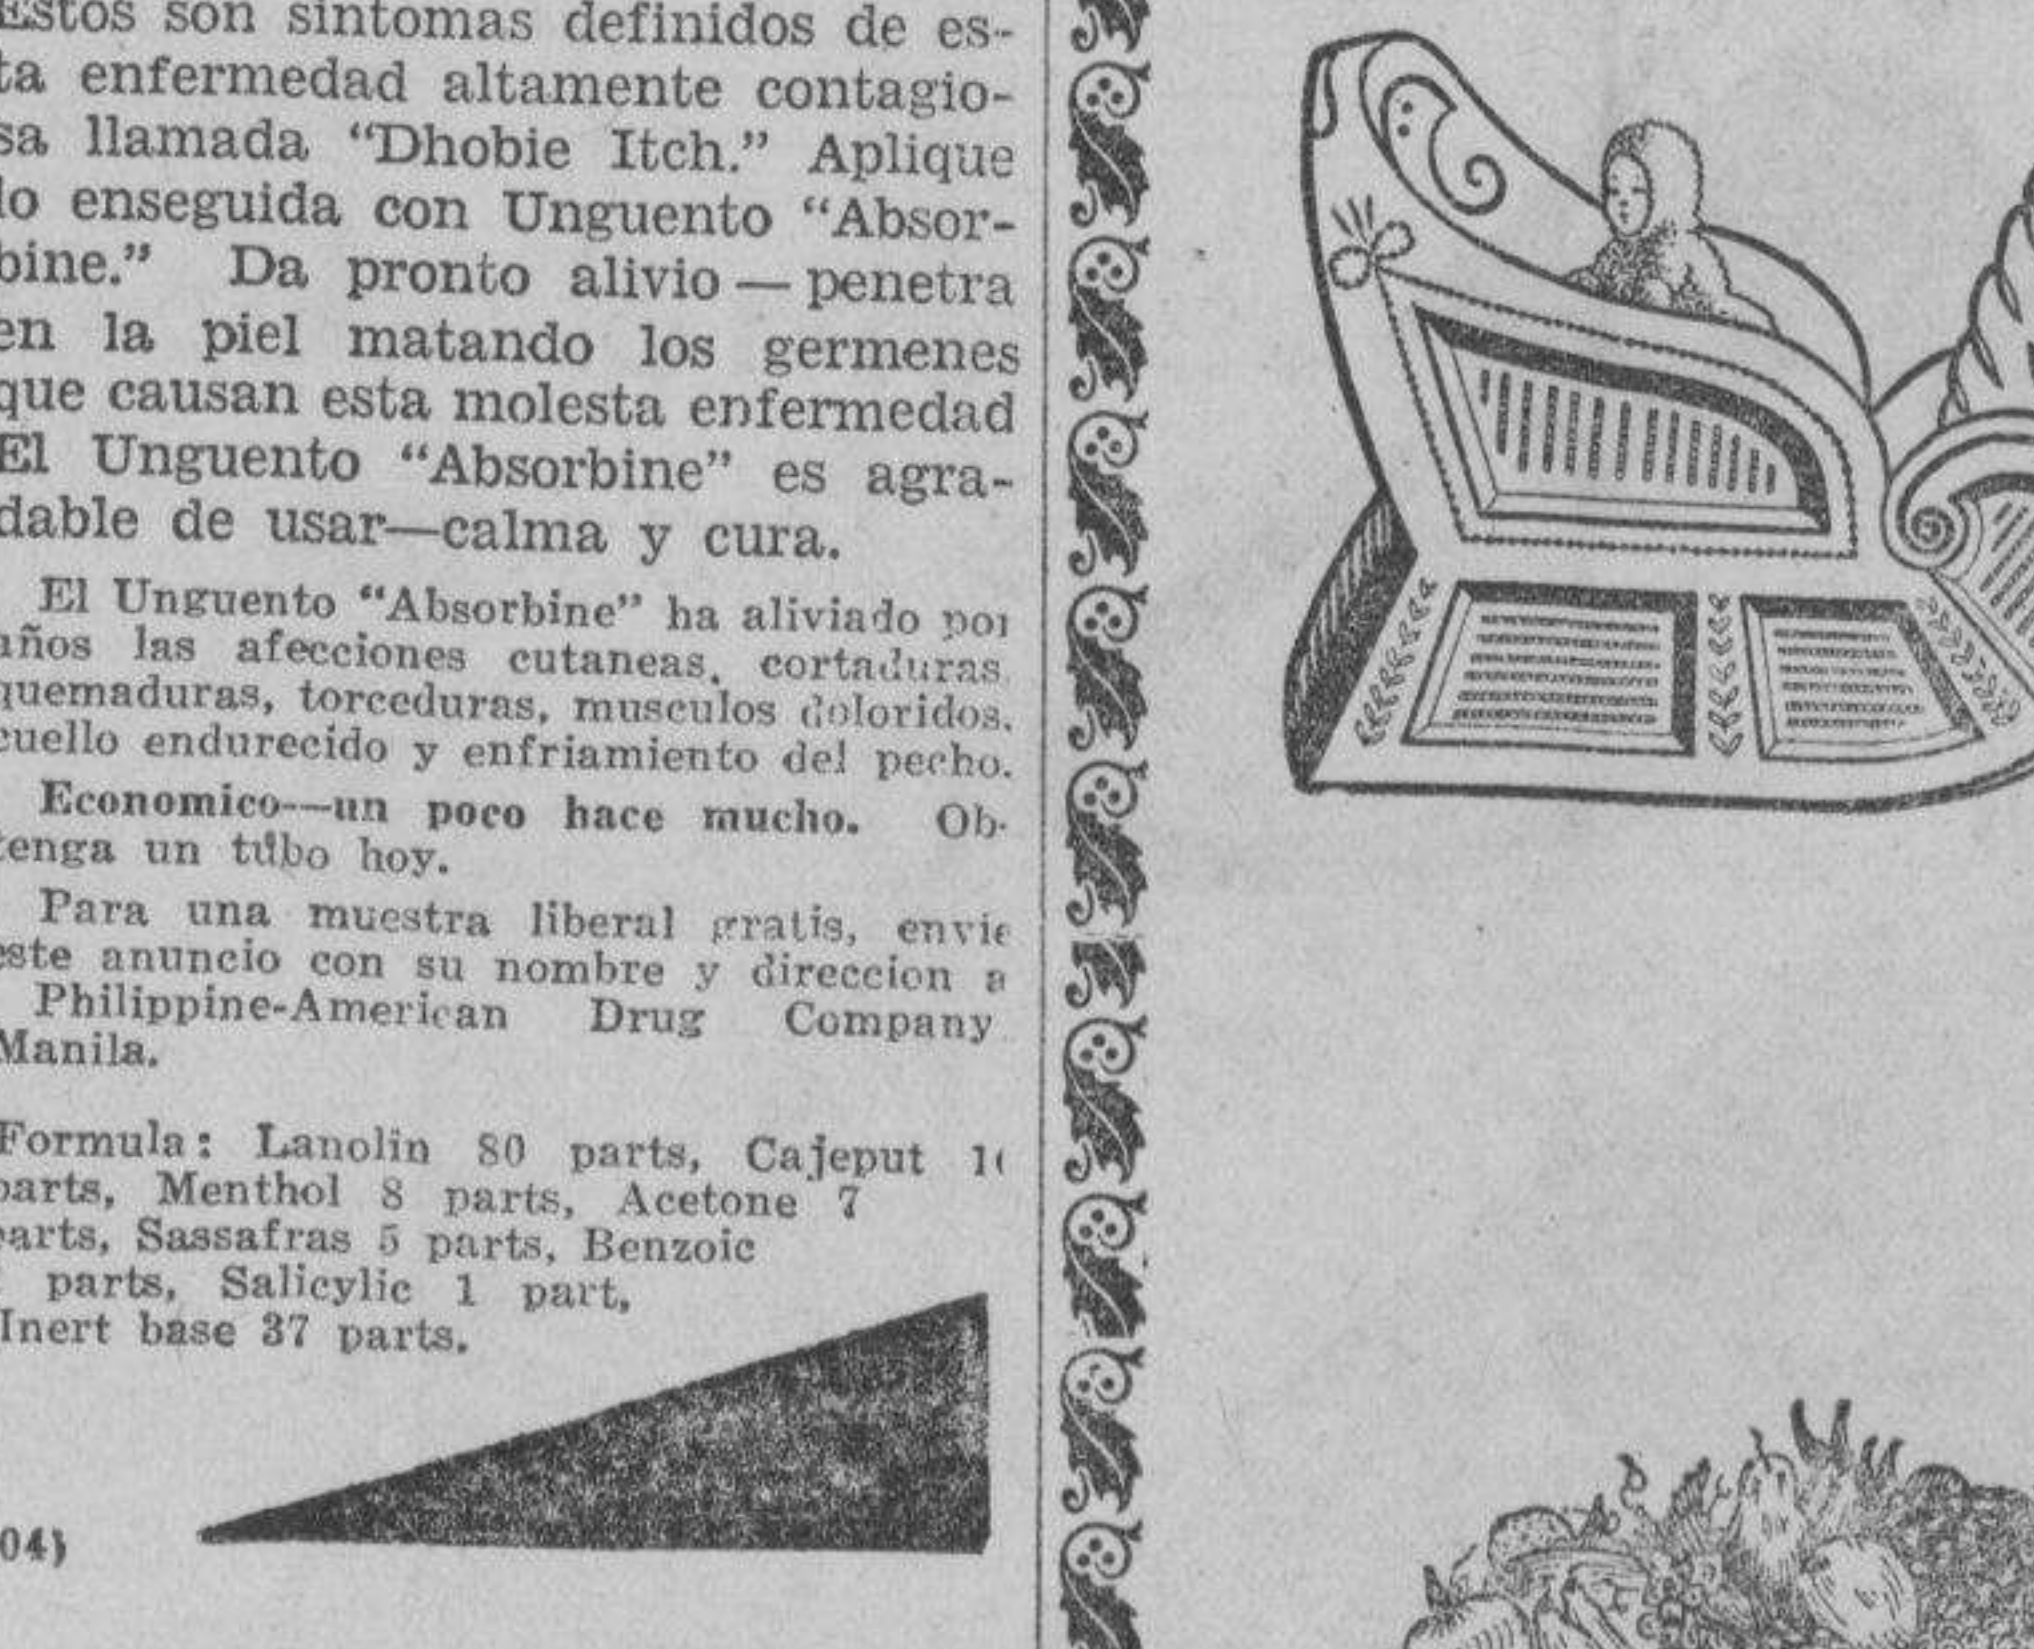 Estos son sintomas definidos de es-
ta enfermedad altamente contagio-
sa llamada “Dhobie Itch.” Aplique
lo enseguida con Unguento “Absor-
bine.” Da pronto alivio — penetra
en la piel matando los germenes
que causan esta molesta enfermedad
El Unguento “Absorbine” es agra-
dable de usar—calma y cura.
El Unguento “Absorbine” ha aliviado por
años las afecciones cutaneas, cortaduras
quemaduras, torceduras, musculos doloridos,
cuello endurecido y enfriamiento del pecho.
Economico--—un poco hace mucho. Ob-
tenga un tubo hoy.
Para una muestra liberal gratis, envie
este anuncio con su nombre y direccion a
Philippine-American Drug Company
Manila.
Formula: Lanolin 80 parts, Cajeput
parts, Menthol 8 parts, Acetone 7
parts, Sassafras 5 parts, Benzoic
parts, Salicylic 1 part,
Inert base 37 parts.
04)